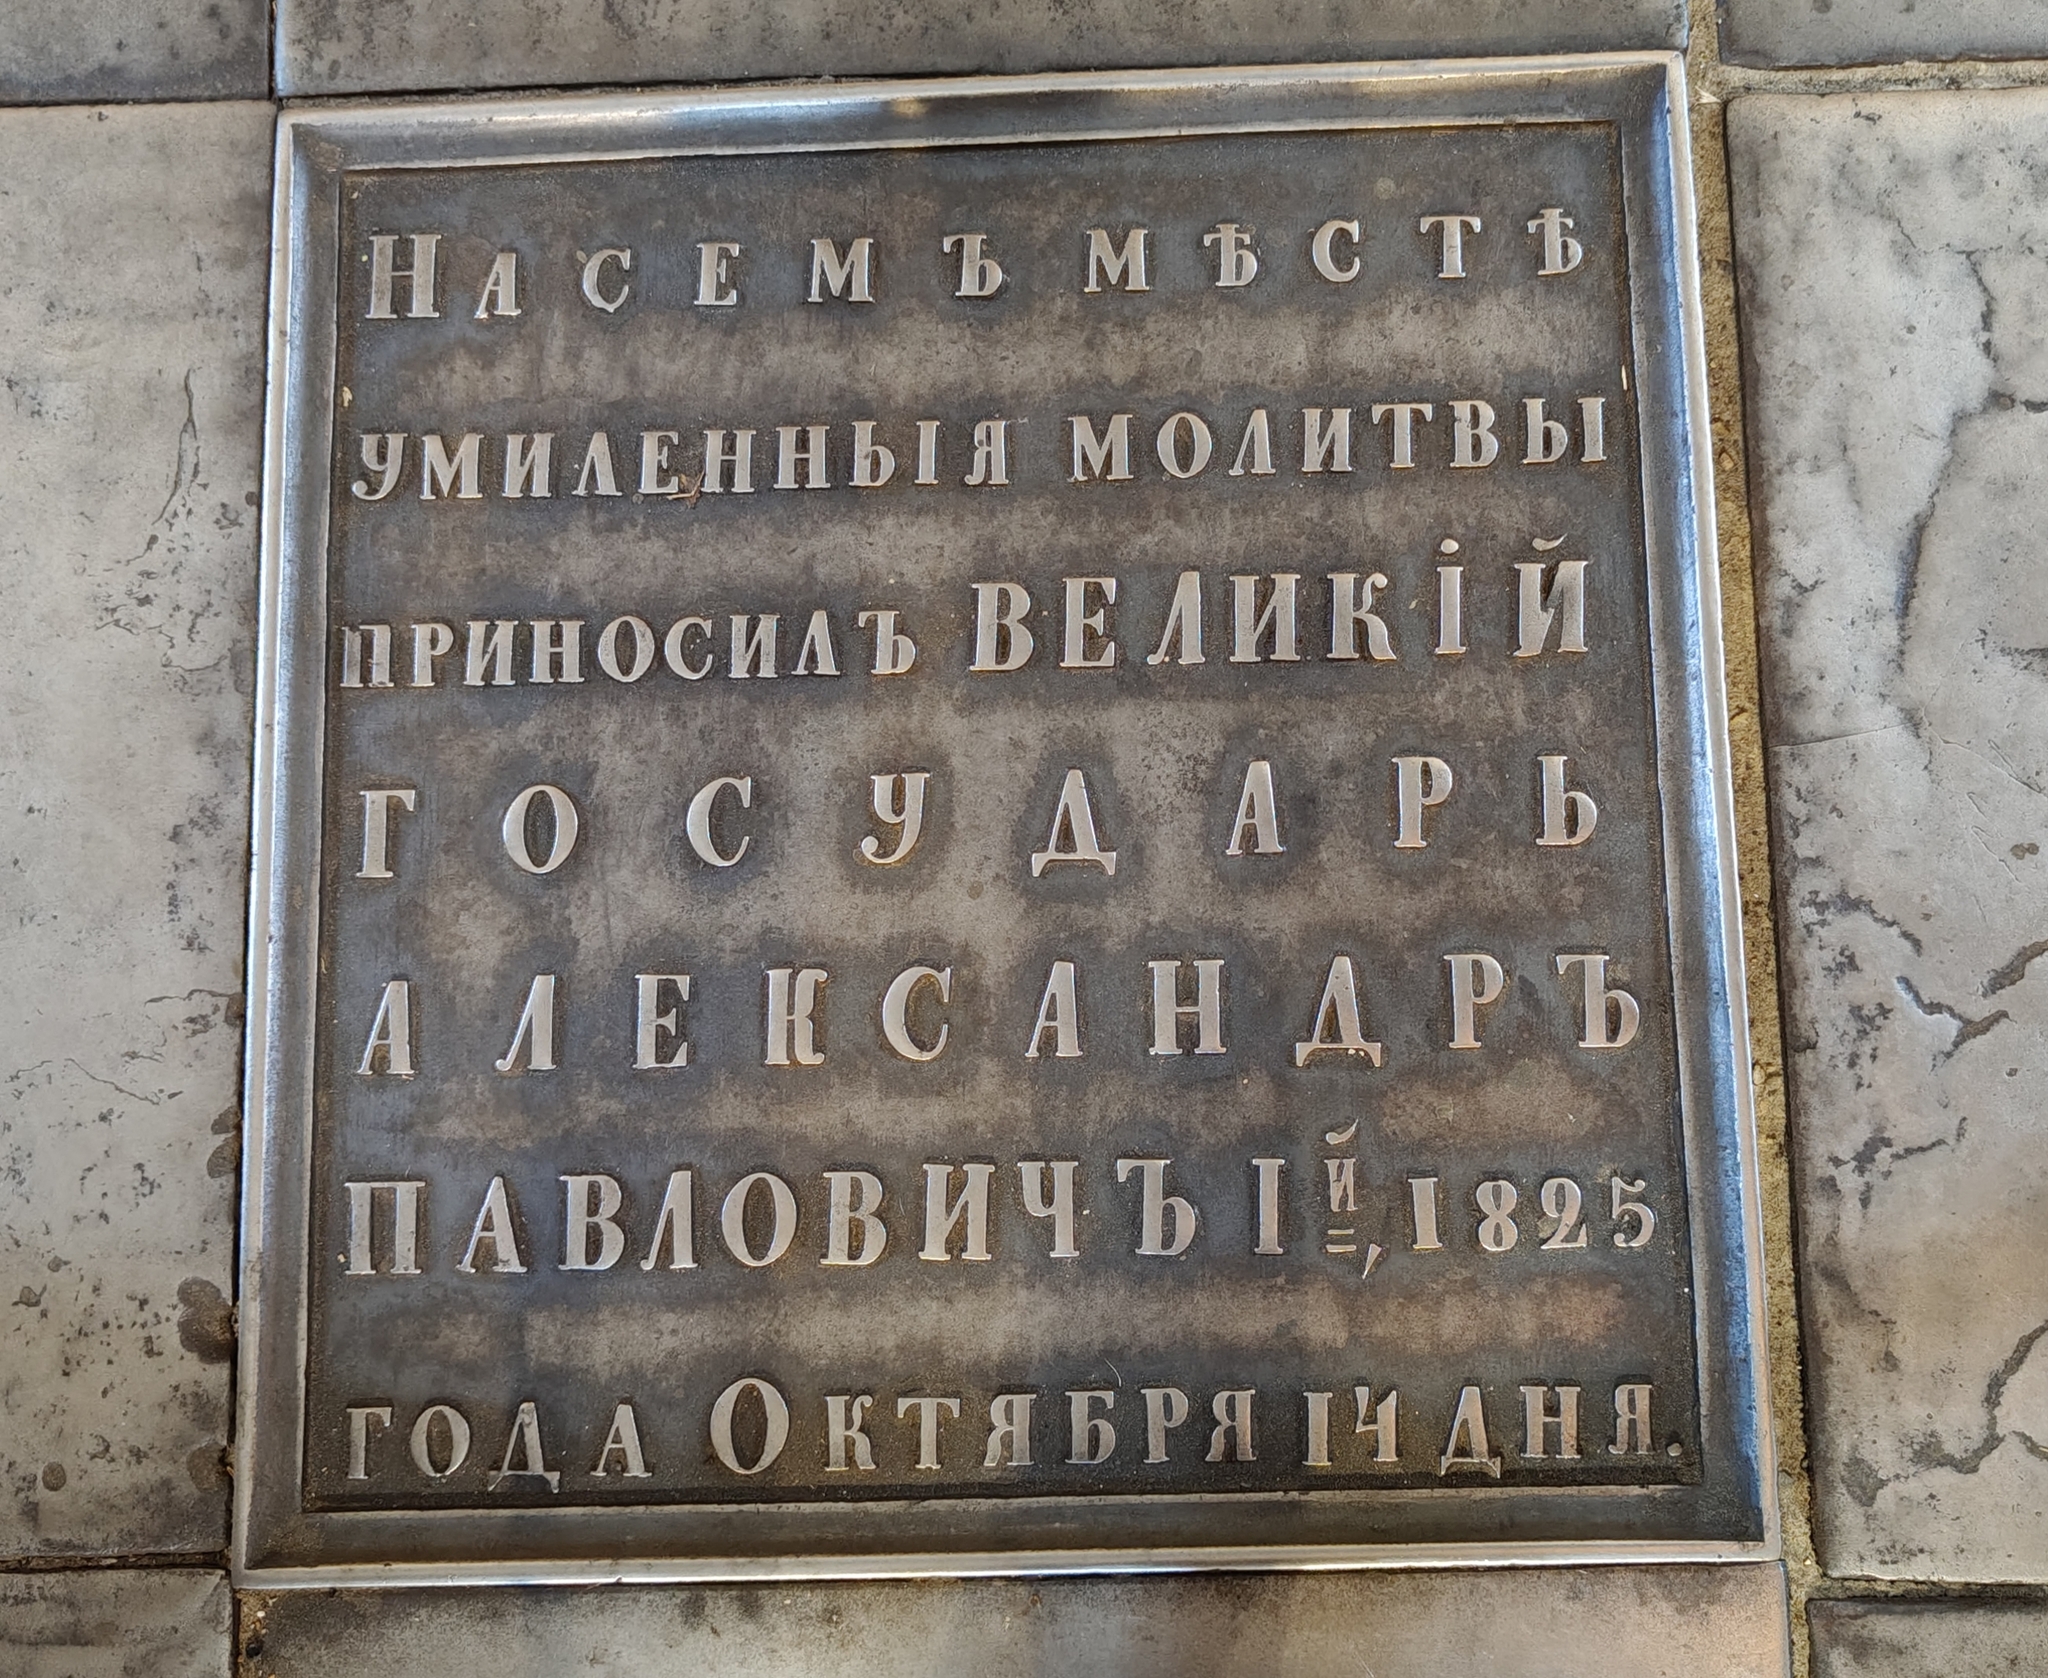 На семъ мѣстѣ
умиленныя молитвы
приносилъ ВЕЛИКІЙ
ГОСУДАРЬ
АЛЕКСАНДРЪ
ПАВЛОВИЧЪ Iй, 1825
года Октября 14 дня.